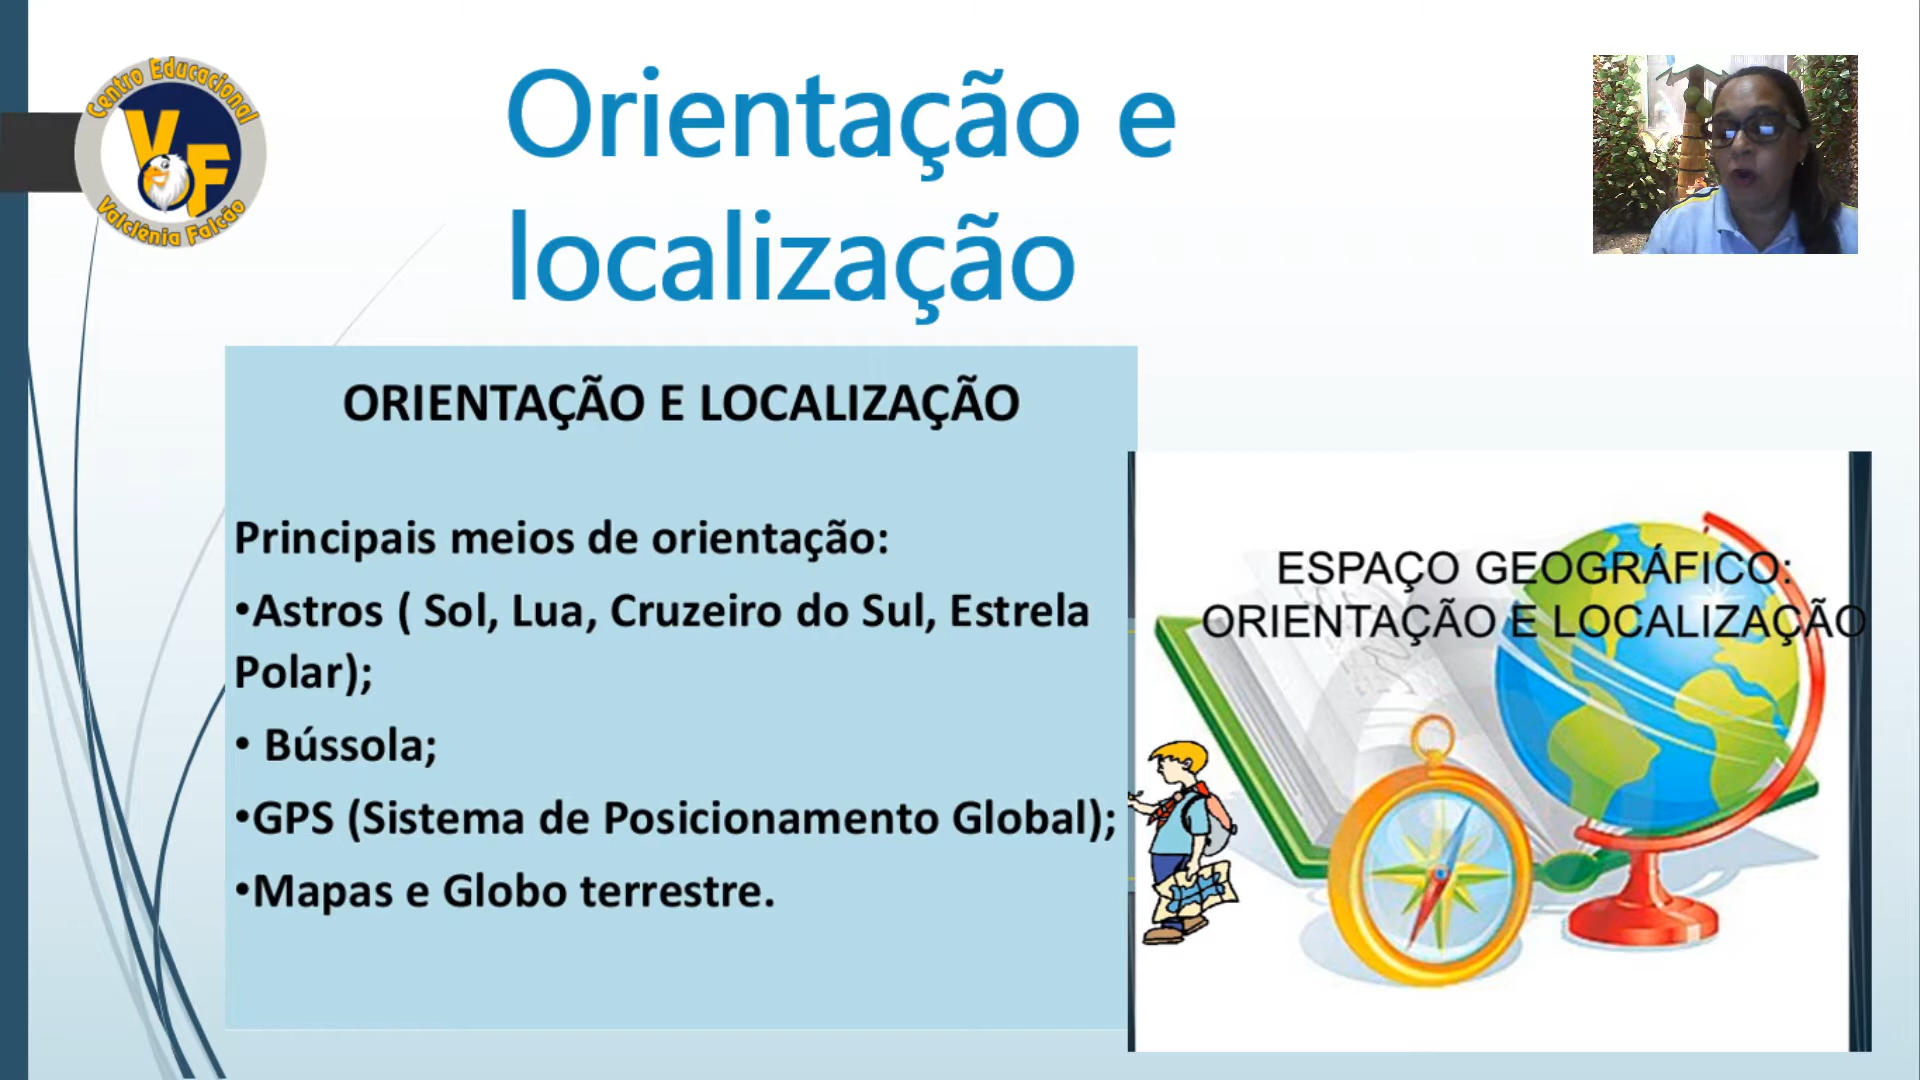 Centro Educacional
VF
Valciênia Falcão
Orientação e
localização
ORIENTAÇÃO E LOCALIZAÇÃO
Principais meios de orientação:
•Astros ( Sol, Lua, Cruzeiro do Sul, Estrela
Polar);
• Bússola;
•GPS (Sistema de Posicionamento Global);
•Mapas e Globo terrestre.
ESPAÇO GEOGRÁFICO:
ORIENTAÇÃO E LOCALIZAÇÃO